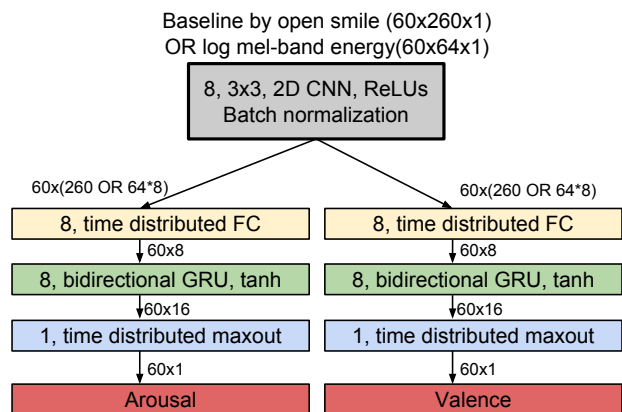 Baseline by open smile (60x260x1)
OR log mel-band energy(60x64x1)
8, 3x3, 2D CNN, ReLUs
Batch normalization
60x(260 OR 64*8)
60x(260 OR 64*8)
8, time distributed FC
8, time distributed FC
60x8
60x8
8, bidirectional GRU, tanh
8, bidirectional GRU, tanh
60x16
60x16
1, time distributed maxout
1, time distributed maxout
60x1
60x1
Arousal
Valence